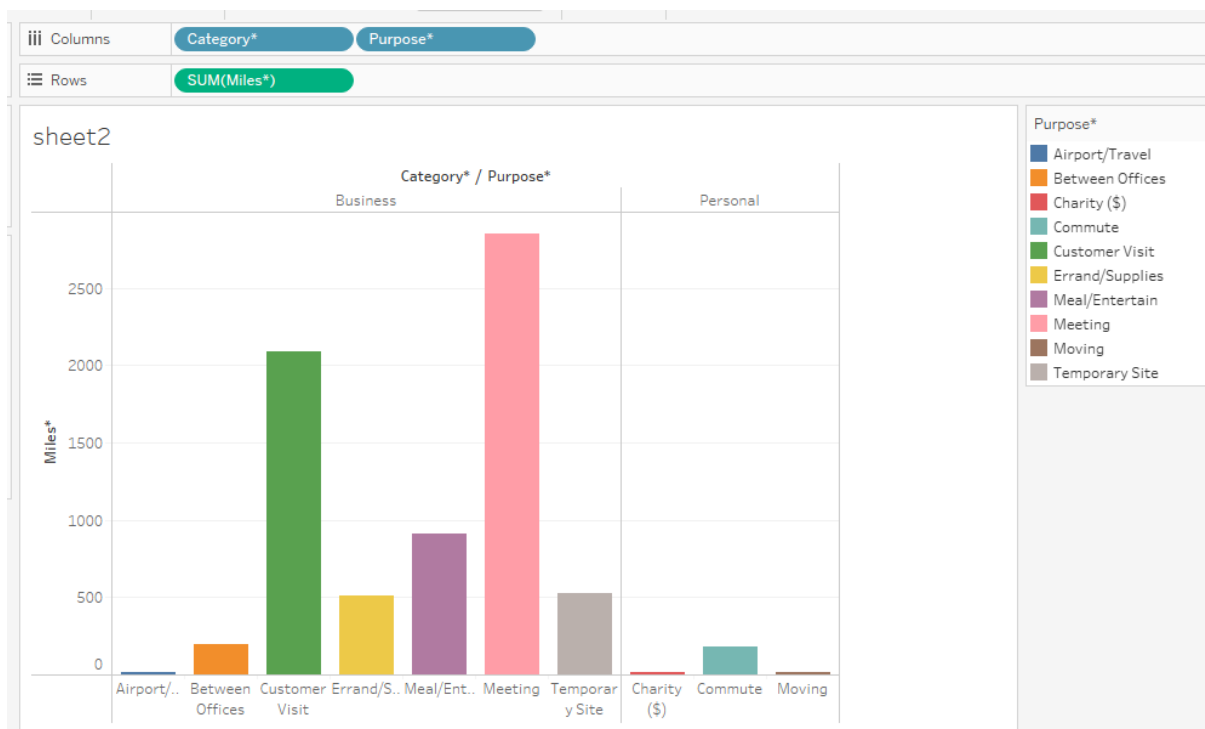 Columns
Category*
Purpose*
Rows
SUM(Miles*)
sheet2
Category* / Purpose*
Business
Personal
Miles*
2500
2000
1500
1000
500
0
Airport/..
Between Offices
Customer Visit
Errand/S..
Meal/Ent..
Meeting
Temporar
y Site
Charity ($)
Commute
Moving
Purpose*
Airport/Travel
Between Offices
Charity ($)
Commute
Customer Visit
Errand/Supplies
Meal/Entertain
Meeting
Moving
Temporary Site